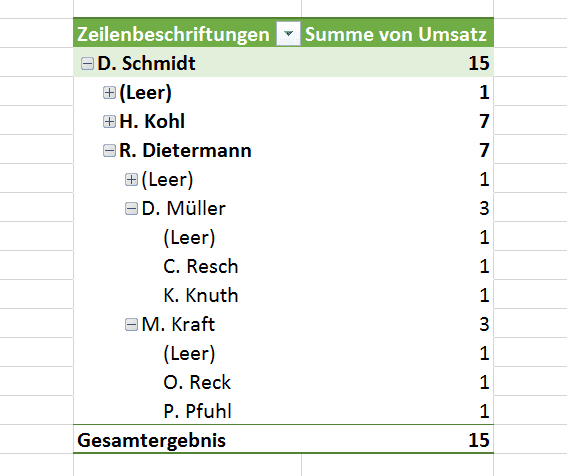 Zeilenbeschriftungen Summe von Umsatz
D. Schmidt 15
(Leer) 1
H. Kohl 7
R. Dietermann 7
(Leer) 1
D. Müller 3
(Leer) 1
C. Resch 1
K. Knuth 1
M. Kraft 3
(Leer) 1
O. Reck 1
P. Pfuhl 1
Gesamtergebnis 15